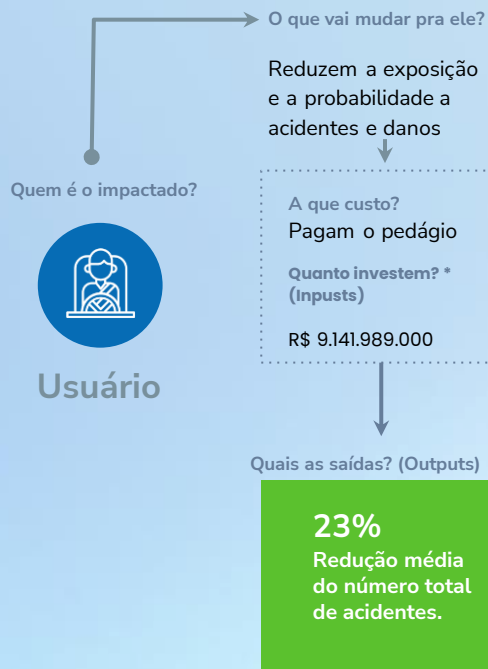 O que vai mudar pra ele?
Reduzem a exposição
e a probabilidade a
acidentes e danos
Quem é o impactado?
Usuário
A que custo?
Pagam o pedágio
Quanto investem? *
(Inpusts)
R$ 9.141.989.000
Quais as saídas? (Outputs)
23%
Redução média
do número total
de acidentes.